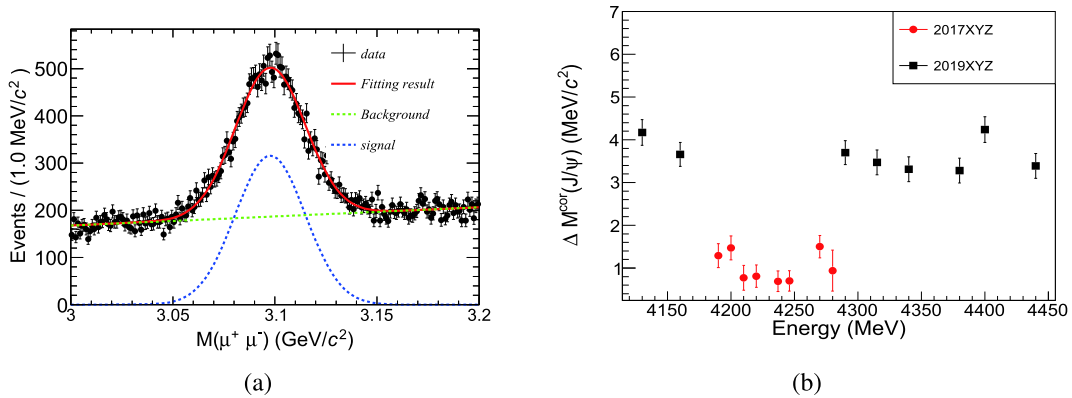 500
400
300
200
100
0
3
3.05
3.1
3.15
3.2
Events / (1.0 MeV/c²)
M(μ⁺ μ⁻) (GeV/c²)
data
Fitting result
Background
signal
(a)
7
6
5
4
3
2
1
4150
4200
4250
4300
4350
4400
4450
Δ Mᶜᵒʳ(J/ψ) (MeV/c²)
Energy (MeV)
2017XYZ
2019XYZ
(b)